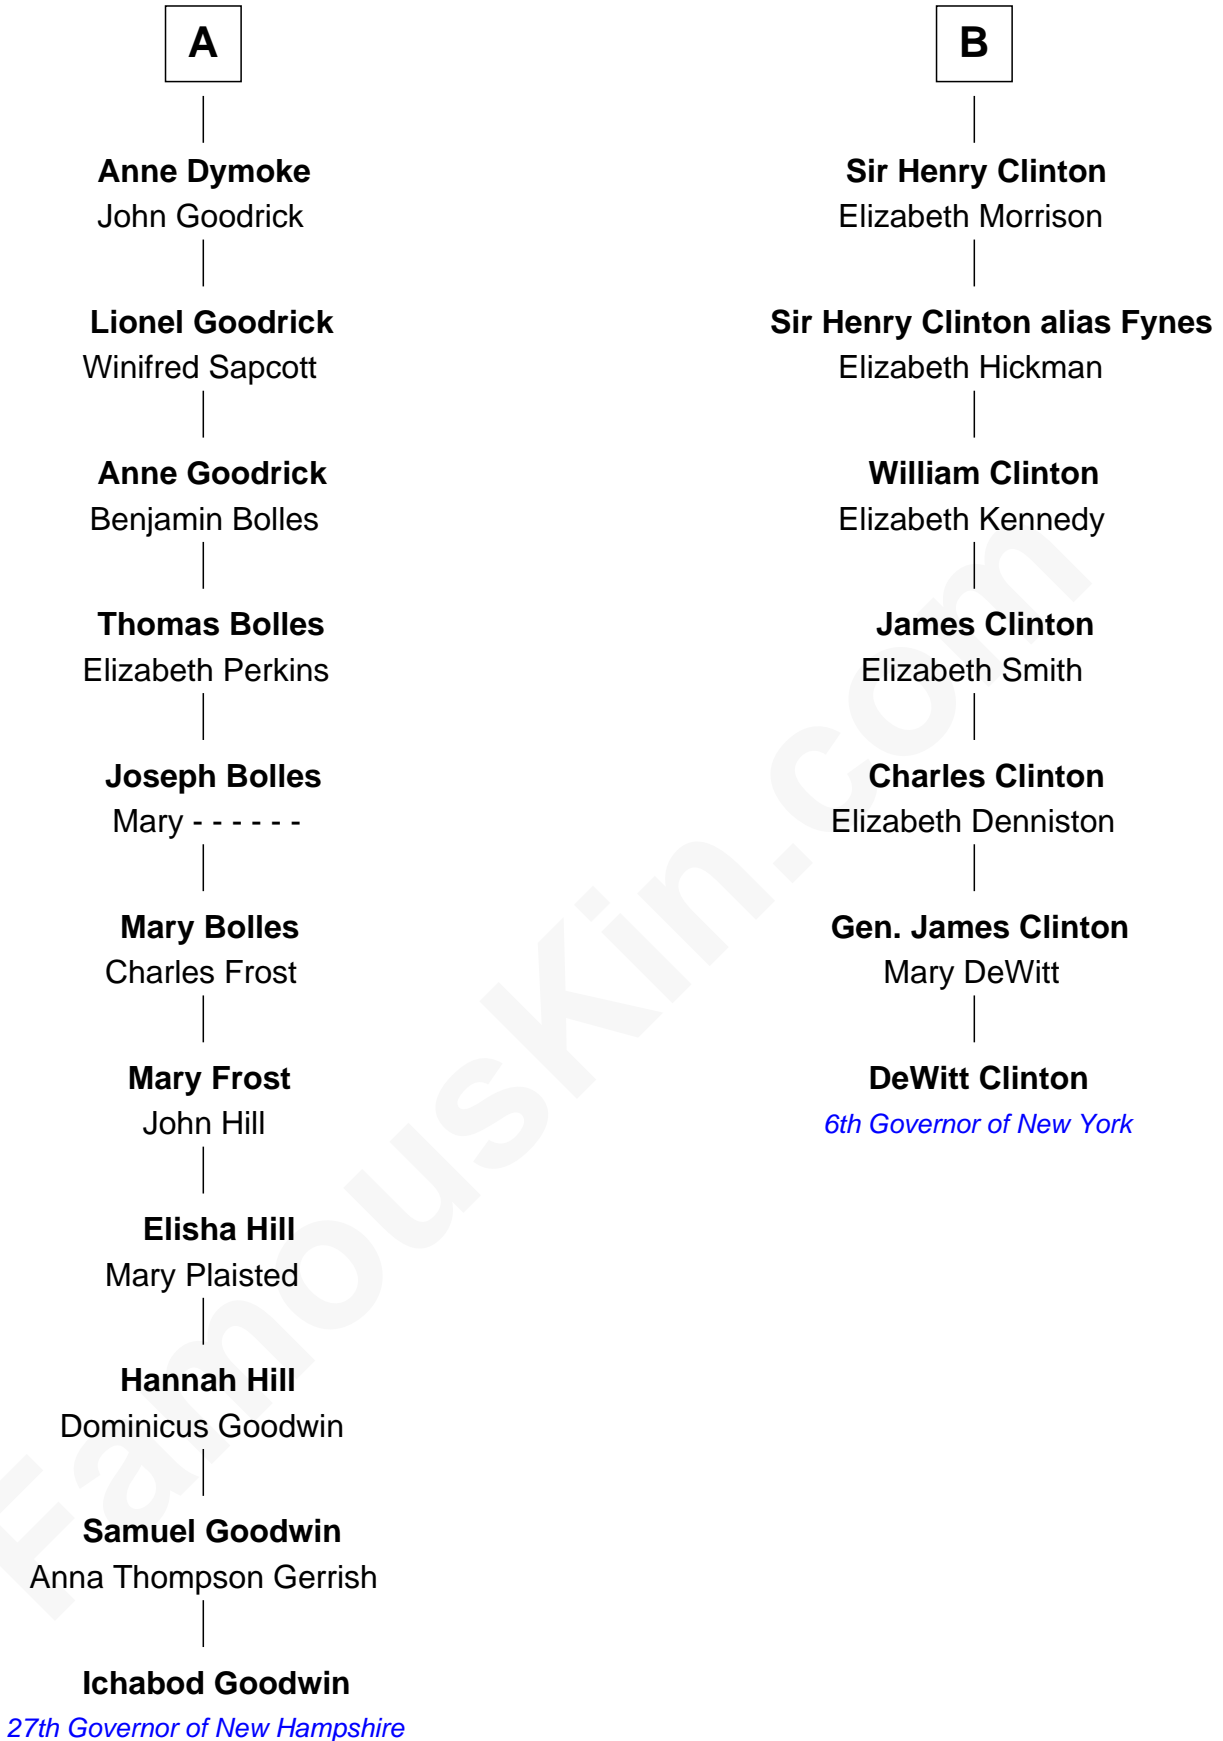 A
Anne Dymoke
John Goodrick
Lionel Goodrick
Winifred Sapcott
Anne Goodrick
Benjamin Bolles
Thomas Bolles
Elizabeth Perkins
Joseph Bolles
Mary - - - - - -
Mary Bolles
Charles Frost
Mary Frost
John Hill
Elisha Hill
Mary Plaisted
Hannah Hill
Dominicus Goodwin
Samuel Goodwin
Anna Thompson Gerrish
Ichabod Goodwin
27th Governor of New Hampshire
B
Sir Henry Clinton
Elizabeth Morrison
Sir Henry Clinton alias Fynes
Elizabeth Hickman
William Clinton
Elizabeth Kennedy
James Clinton
Elizabeth Smith
Charles Clinton
Elizabeth Denniston
Gen. James Clinton
Mary DeWitt
DeWitt Clinton
6th Governor of New York
FamousKin.com